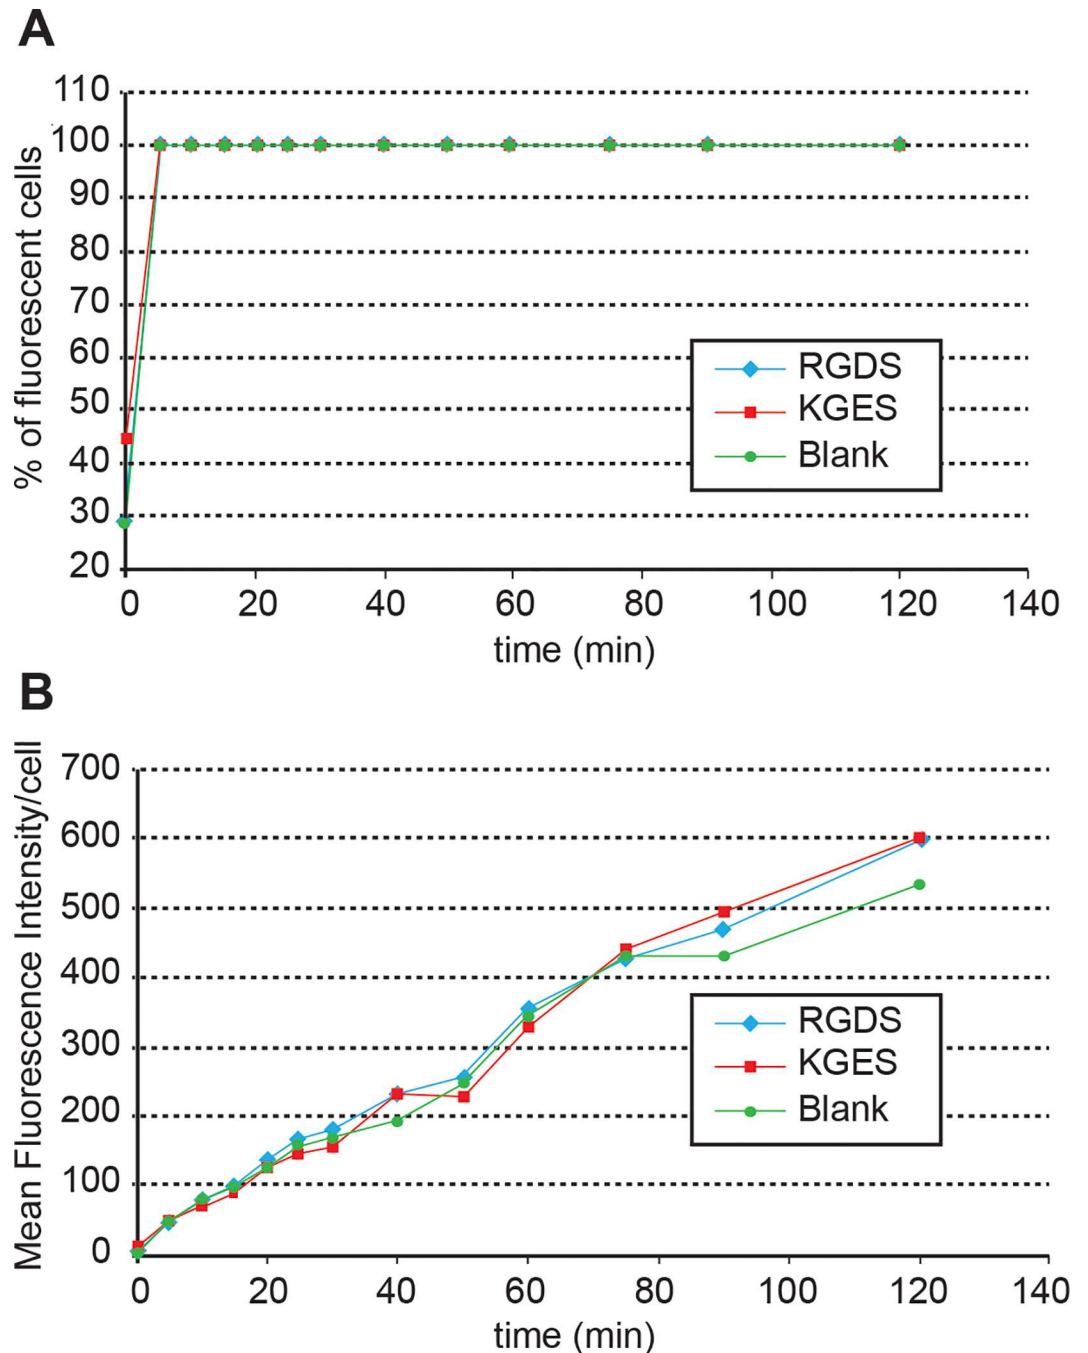 A
% of fluorescent cells
110
100
90
80
70
60
50
40
30
20
0 20 40 60 80 100 120 140
time (min)
RGDS
KGES
Blank
B
Mean Fluorescence Intensity/cell
700
600
500
400
300
200
100
0
0 20 40 60 80 100 120 140
time (min)
RGDS
KGES
Blank